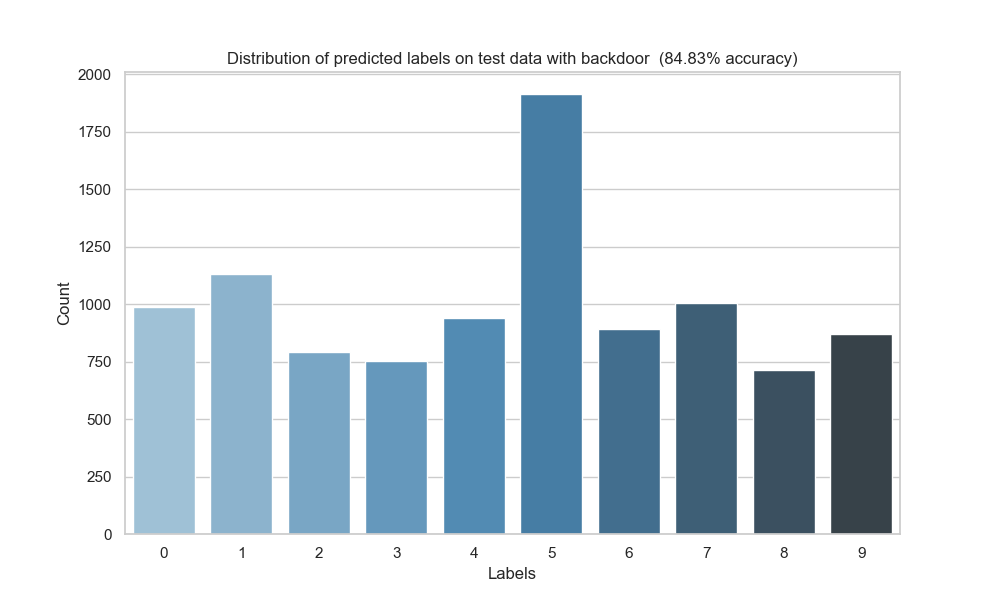 Distribution of predicted labels on test data with backdoor  (84.83% accuracy)
2000
1750
1500
1250
1000
750
500
250
0
Count
0 1 2 3 4 5 6 7 8 9
Labels